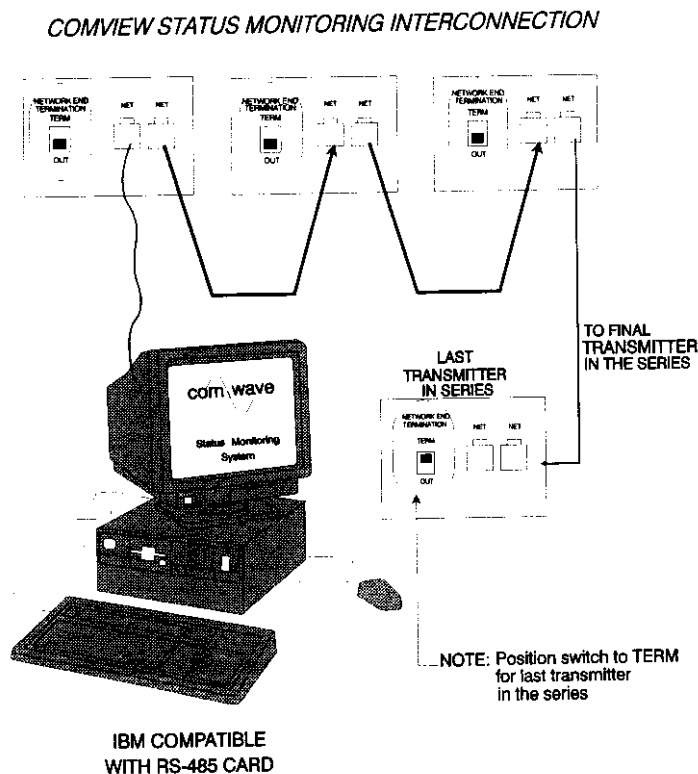 COMVIEW STATUS MONITORING INTERCONNECTION
NETWORK END
TERMINATION
TERM
OUT
NET
NET
NETWORK END
TERMINATION
TERM
OUT
NET
NET
NETWORK END
TERMINATION
TERM
OUT
NET
NET
TO FINAL
TRANSMITTER
IN THE SERIES
LAST
TRANSMITTER
IN SERIES
NETWORK END
TERMINATION
TERM
OUT
NET
NET
com wave
Status Monitoring
System
NOTE: Position switch to TERM
for last transmitter
in the series
IBM COMPATIBLE
WITH RS-485 CARD